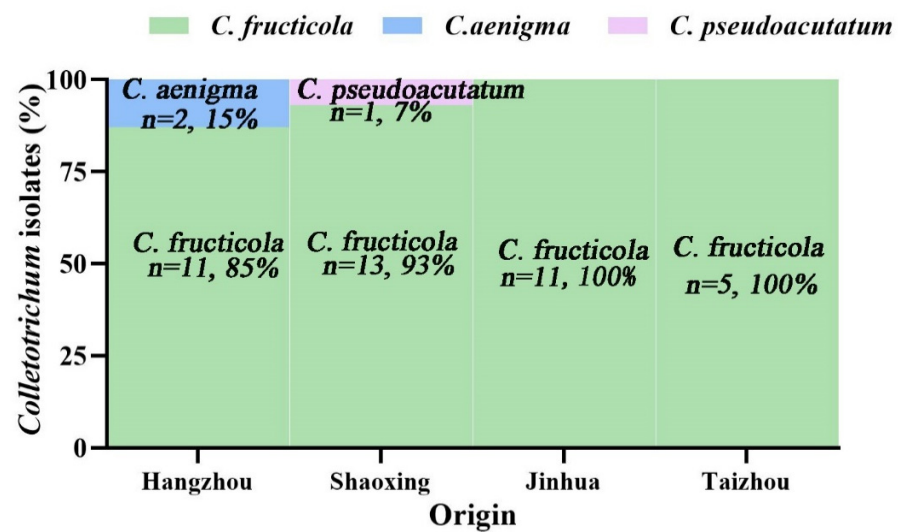 C. fructicola C.aenigma C. pseudoacutatum
Colletotrichum isolates (%)
100
75
50
25
0
C. aenigma
n=2, 15%
C. fructicola
n=11, 85%
C. pseudoacutatum
n=1, 7%
C. fructicola
n=13, 93%
C. fructicola
n=11, 100%
C. fructicola
n=5, 100%
Hangzhou Shaoxing Jinhua Taizhou
Origin